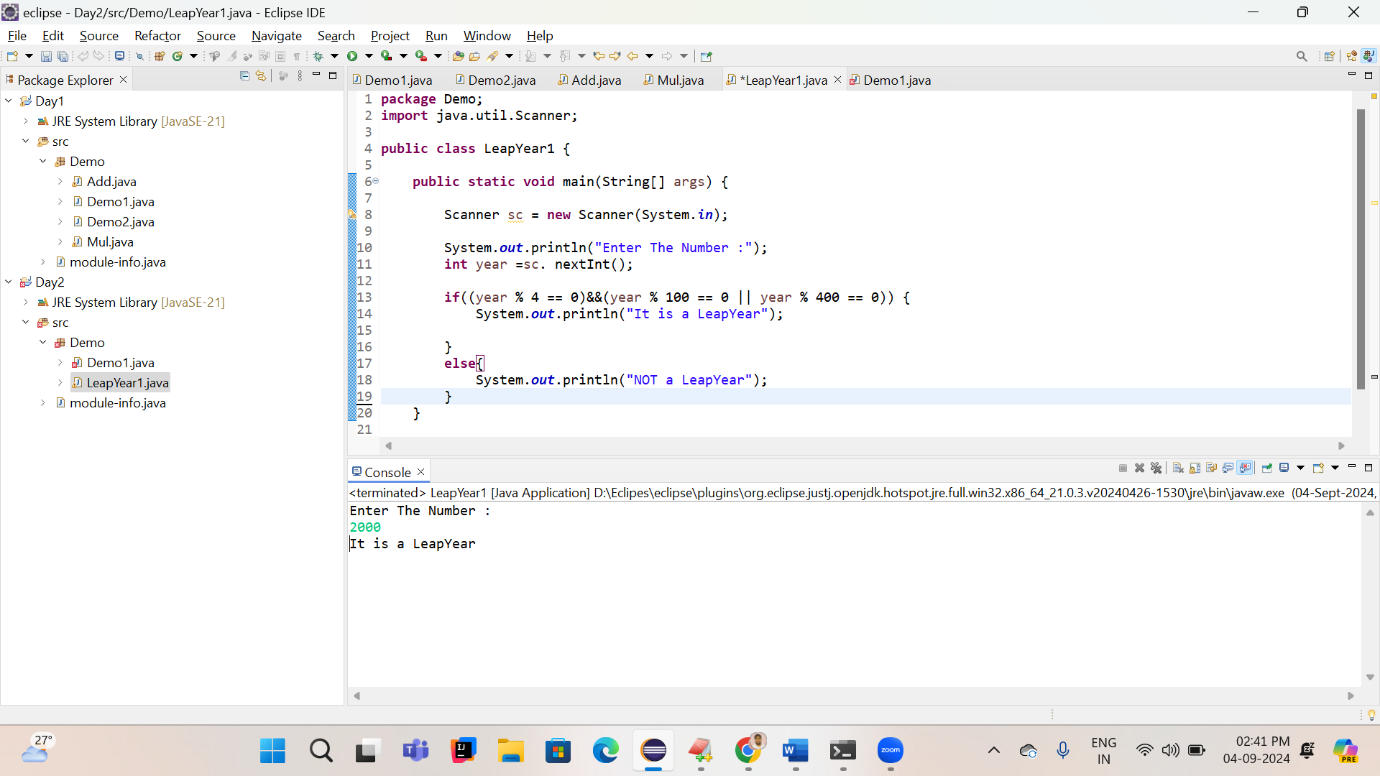 eclipse - Day2/src/Demo/LeapYear1.java - Eclipse IDE
File Edit Source Refactor Source Navigate Search Project Run Window Help
Package Explorer
Day1
JRE System Library [JavaSE-21]
src
Demo
Add.java
Demo1.java
Demo2.java
Mul.java
module-info.java
Day2
JRE System Library [JavaSE-21]
src
Demo
Demo1.java
LeapYear1.java
module-info.java
Demo1.java Demo2.java Add.java Mul.java *LeapYear1.java Demo1.java
1 package Demo;
2 import java.util.Scanner;
3
4 public class LeapYear1 {
5
6 public static void main(String[] args) {
7
8 Scanner sc = new Scanner(System.in);
9
10 System.out.println("Enter The Number :");
11 int year =sc. nextInt();
12
13 if((year % 4 == 0)&&(year % 100 == 0 || year % 400 == 0)) {
14 System.out.println("It is a LeapYear");
15
16 }
17 else{
18 System.out.println("NOT a LeapYear");
19 }
20 }
21
Console
<terminated> LeapYear1 [Java Application] D:\Eclipes\eclipse\plugins\org.eclipse.justj.openjdk.hotspot.jre.full.win32.x86_64_21.0.3.v20240426-1530\jre\bin\javaw.exe (04-Sept-2024,
Enter The Number :
2000
It is a LeapYear
27°
zoom
ENG
IN
02:41 PM
04-09-2024
PRE